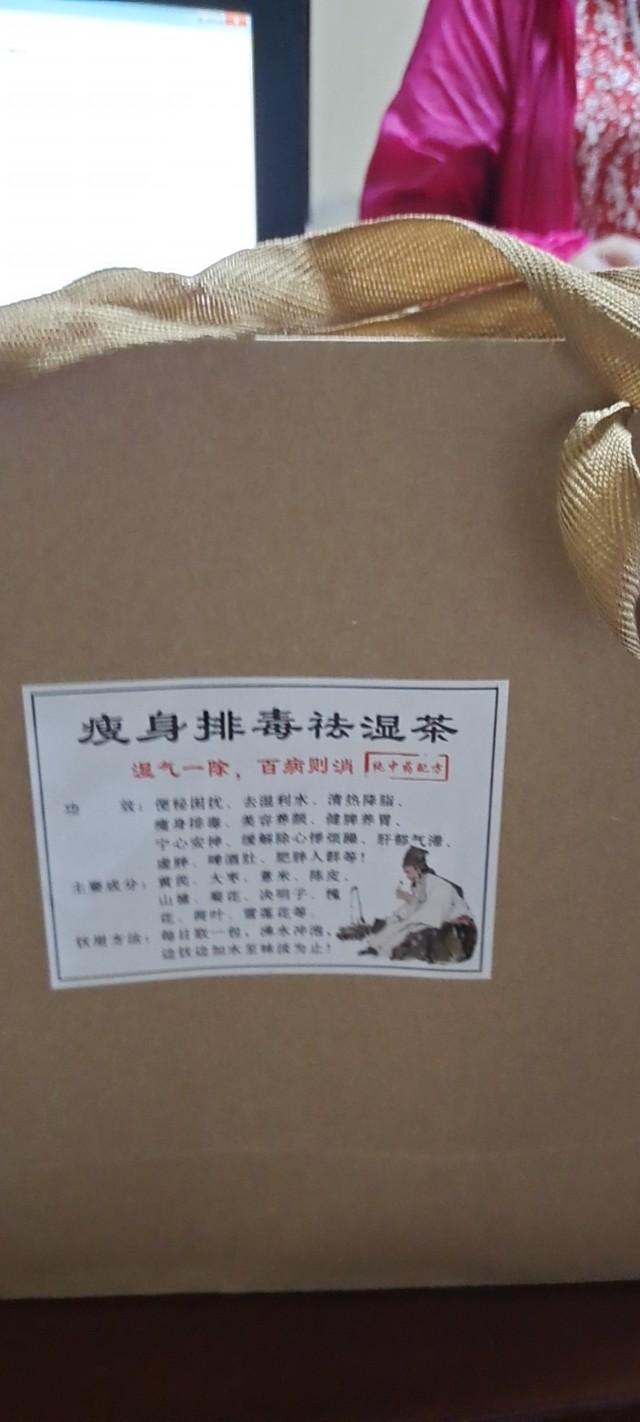 瘦身排毒祛湿茶
湿气一除，百病则消 纯中药配方
功 效：便秘困扰、去湿利水、清热降脂、
瘦身排毒、美容养颜、健脾养胃、
宁心安神、缓解除心悸烦躁、肝郁气滞、
虚胖、啤酒肚、肥胖人群等！
主要成分：黄芪、大枣、薏米、陈皮、
山楂、菊花、决明子、槐
花、荷叶、雪莲花等。
饮用方法：每日取一包，沸水冲泡，
边饮边加水至味淡为止！